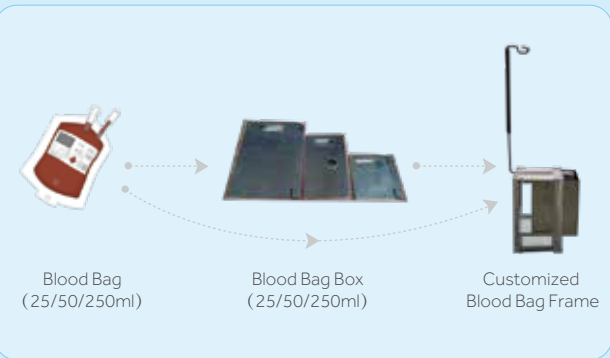 Blood Bag
(25/50/250ml)
Blood Bag Box
(25/50/250ml)
Customized
Blood Bag Frame